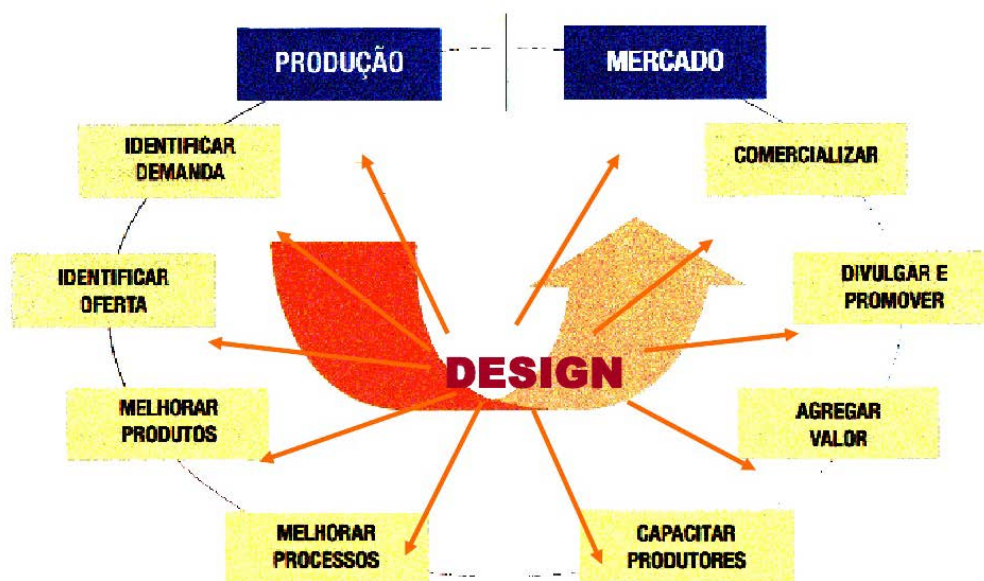 PRODUÇÃO
MERCADO
IDENTIFICAR
DEMANDA
COMERCIALIZAR
IDENTIFICAR
OFERTA
DIVULGAR E
PROMOVER
DESIGN
MELHORAR
PRODUTOS
AGREGAR
VALOR
MELHORAR
PROCESSOS
CAPACITAR
PRODUTORES